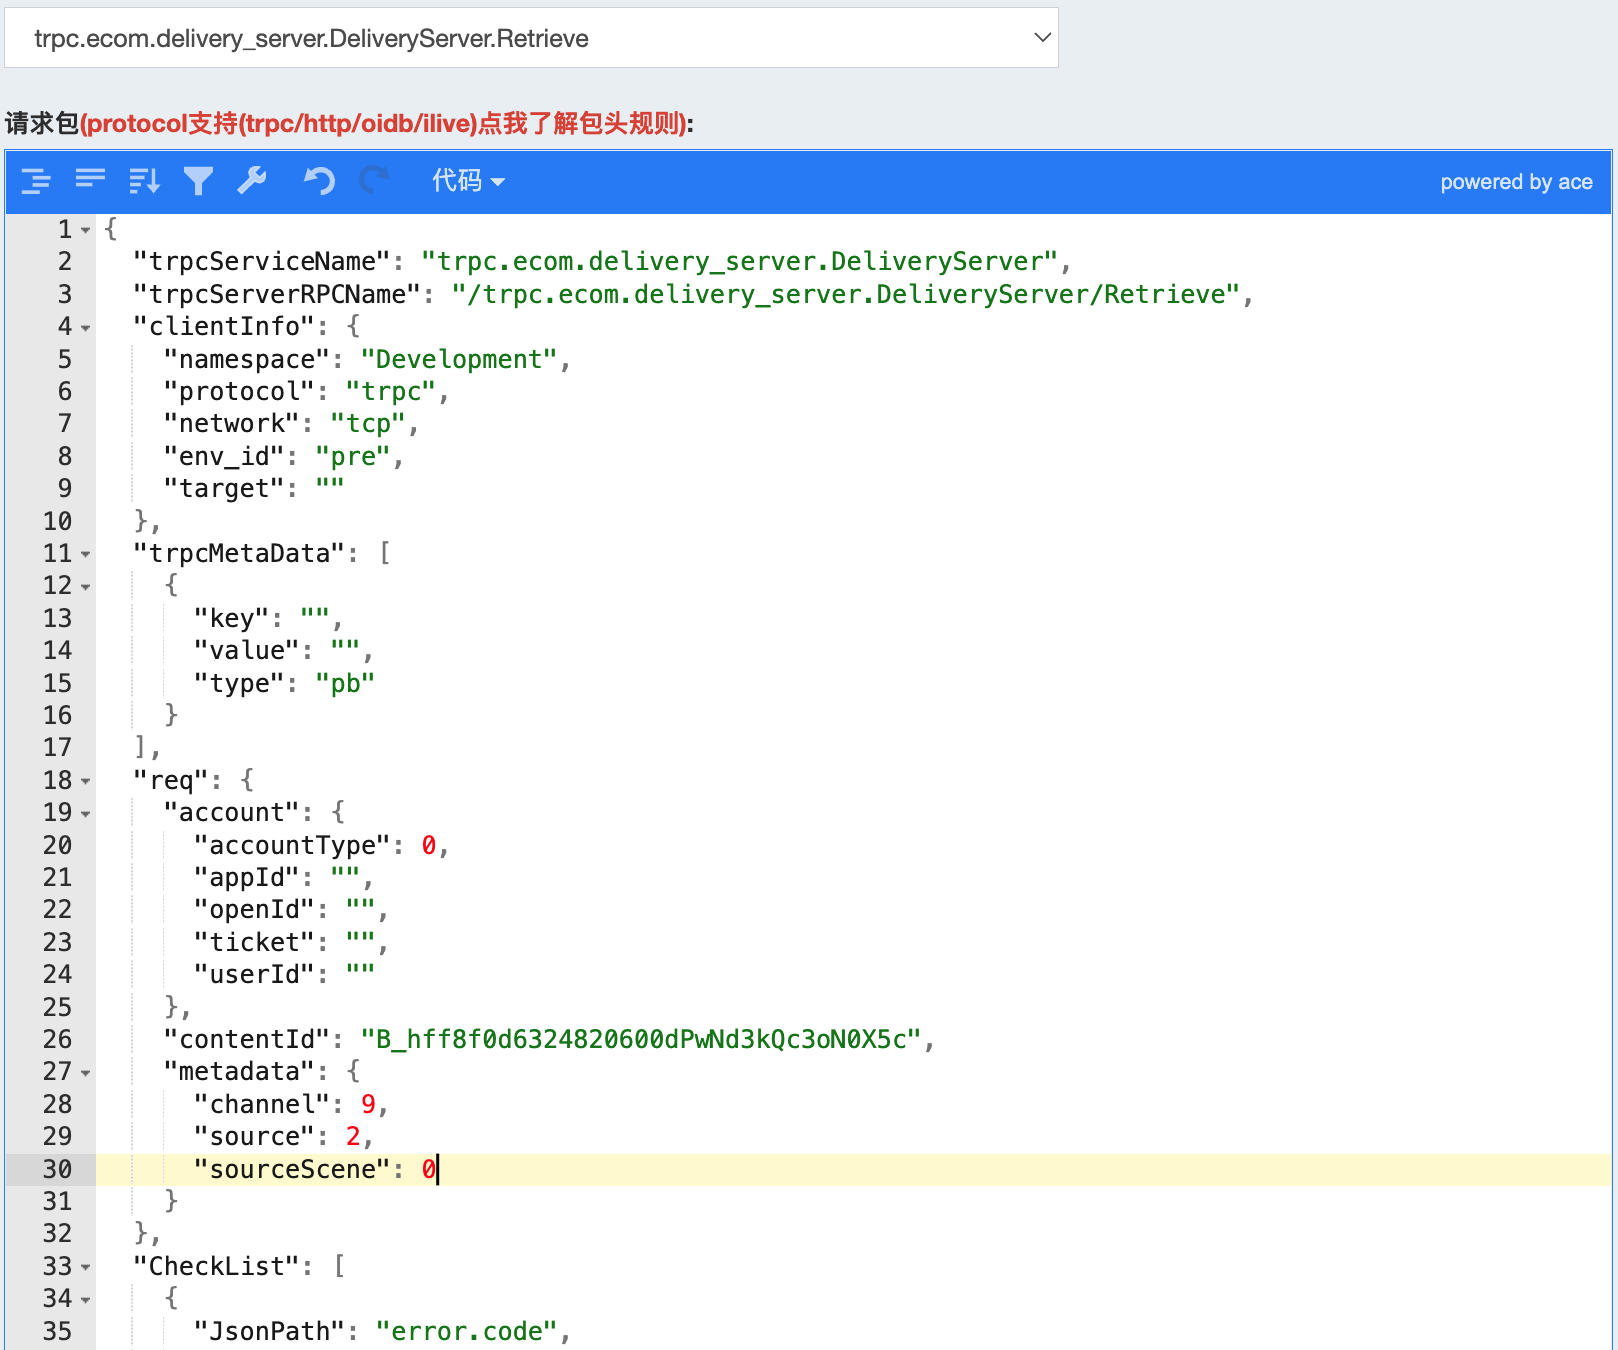 trpc.ecom.delivery_server.DeliveryServer.Retrieve
请求包(protocol支持(trpc/http/oidb/ilive)点我了解包头规则):
代码 powered by ace
1 {
2 "trpcServiceName": "trpc.ecom.delivery_server.DeliveryServer",
3 "trpcServerRPCName": "/trpc.ecom.delivery_server.DeliveryServer/Retrieve",
4 "clientInfo": {
5 "namespace": "Development",
6 "protocol": "trpc",
7 "network": "tcp",
8 "env_id": "pre",
9 "target": ""
10 },
11 "trpcMetaData": [
12 {
13 "key": "",
14 "value": "",
15 "type": "pb"
16 }
17 ],
18 "req": {
19 "account": {
20 "accountType": 0,
21 "appId": "",
22 "openId": "",
23 "ticket": "",
24 "userId": ""
25 },
26 "contentId": "B_hff8f0d6324820600dPwNd3kQc3oN0X5c",
27 "metadata": {
28 "channel": 9,
29 "source": 2,
30 "sourceScene": 0
31 }
32 },
33 "CheckList": [
34 {
35 "JsonPath": "error.code",